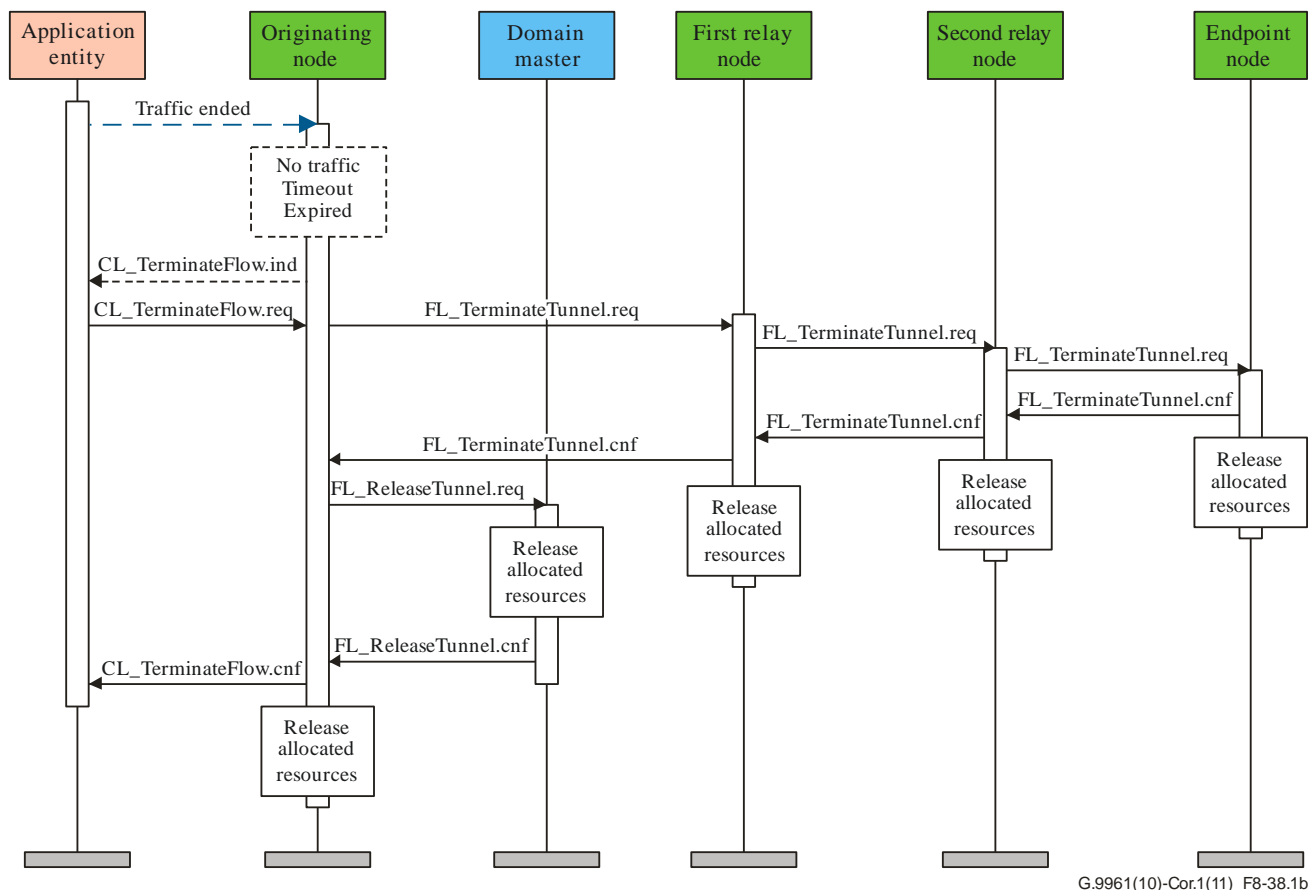 Application
entity
Originating
node
Domain
master
First relay
node
Second relay
node
Endpoint
node
Traffic ended
No traffic
Timeout
Expired
CL_TerminateFlow.ind
CL_TerminateFlow.req
FL_TerminateTunnel.req
FL_TerminateTunnel.req
FL_TerminateTunnel.req
FL_TerminateTunnel.cnf
FL_TerminateTunnel.cnf
FL_TerminateTunnel.cnf
Release
allocated
resources
Release
allocated
resources
Release
allocated
resources
FL_ReleaseTunnel.req
Release
allocated
resources
FL_ReleaseTunnel.cnf
CL_TerminateFlow.cnf
Release
allocated
resources
G.9961(10)-Cor.1(11)_F8-38.1b